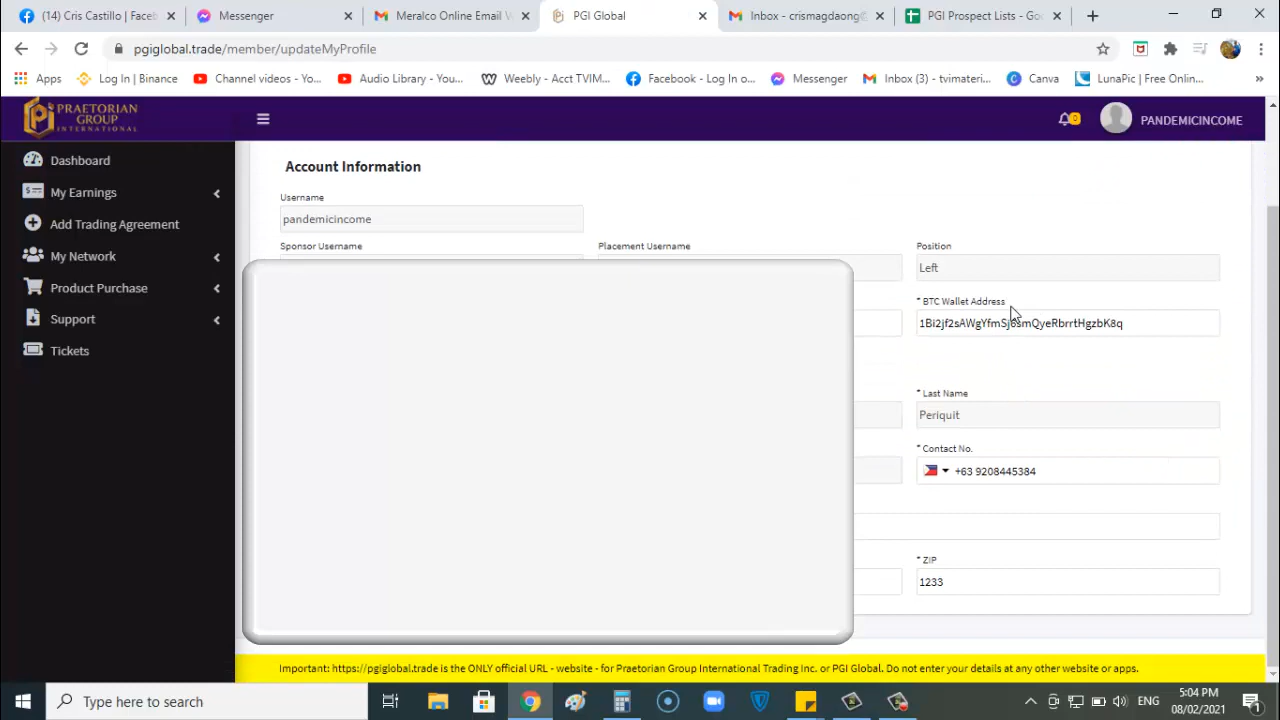 (14) Cris Castillo | Faceb
Messenger
Meralco Online Email V
PGI Global
Inbox - crismagdaong@
PGI Prospect Lists - Go
pgiglobal.trade/member/updateMyProfile
Apps
Log In | Binance
Channel videos - Yo...
Audio Library - You...
Weebly - Acct TVIM...
Facebook - Log In o...
Messenger
Inbox (3) - tvimateri...
Canva
LunaPic | Free Onlin...
PRAETORIAN
GROUP
INTERNATIONAL
0
PANDEMICINCOME
Dashboard
My Earnings
Add Trading Agreement
My Network
Product Purchase
Support
Tickets
Account Information
Username
pandemicincome
Sponsor Username
Placement Username
Position
Left
* BTC Wallet Address
* Last Name
Periquit
* Contact No.
+63 9208445384
* ZIP
1233
Important: https://pgiglobal.trade is the ONLY official URL - website - for Praetorian Group International Trading Inc. or PGI Global. Do not enter your details at any other website or apps.
Type here to search
ENG
5:04 PM
08/02/2021
1